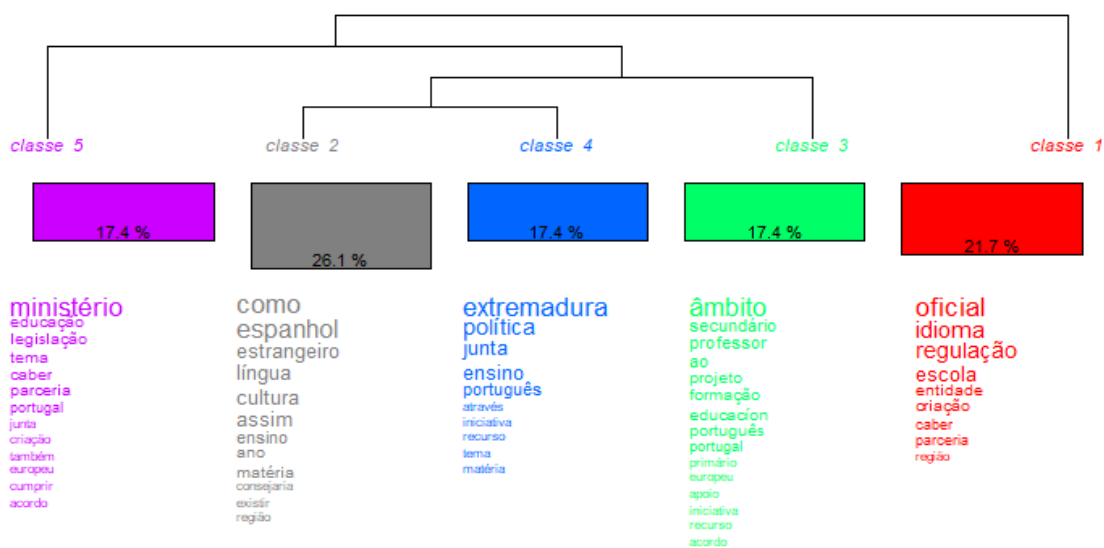 classe 5
classe 2
classe 4
classe 3
classe 1
17.4 %
26.1 %
17.4 %
17.4 %
21.7 %
ministério
educação
legislação
tema
caber
parceria
portugal
junta
criação
também
europeu
cumprir
acordo
como
espanhol
estrangeiro
língua
cultura
assim
ensino
ano
matéria
consejaria
existir
região
extremadura
política
junta
ensino
português
através
iniciativa
recurso
tema
matéria
âmbito
secundário
professor
ao
projeto
formação
educacíon
português
portugal
primário
europeu
apoio
iniciativa
recurso
acordo
oficial
idioma
regulação
escola
entidade
criação
caber
parceria
região